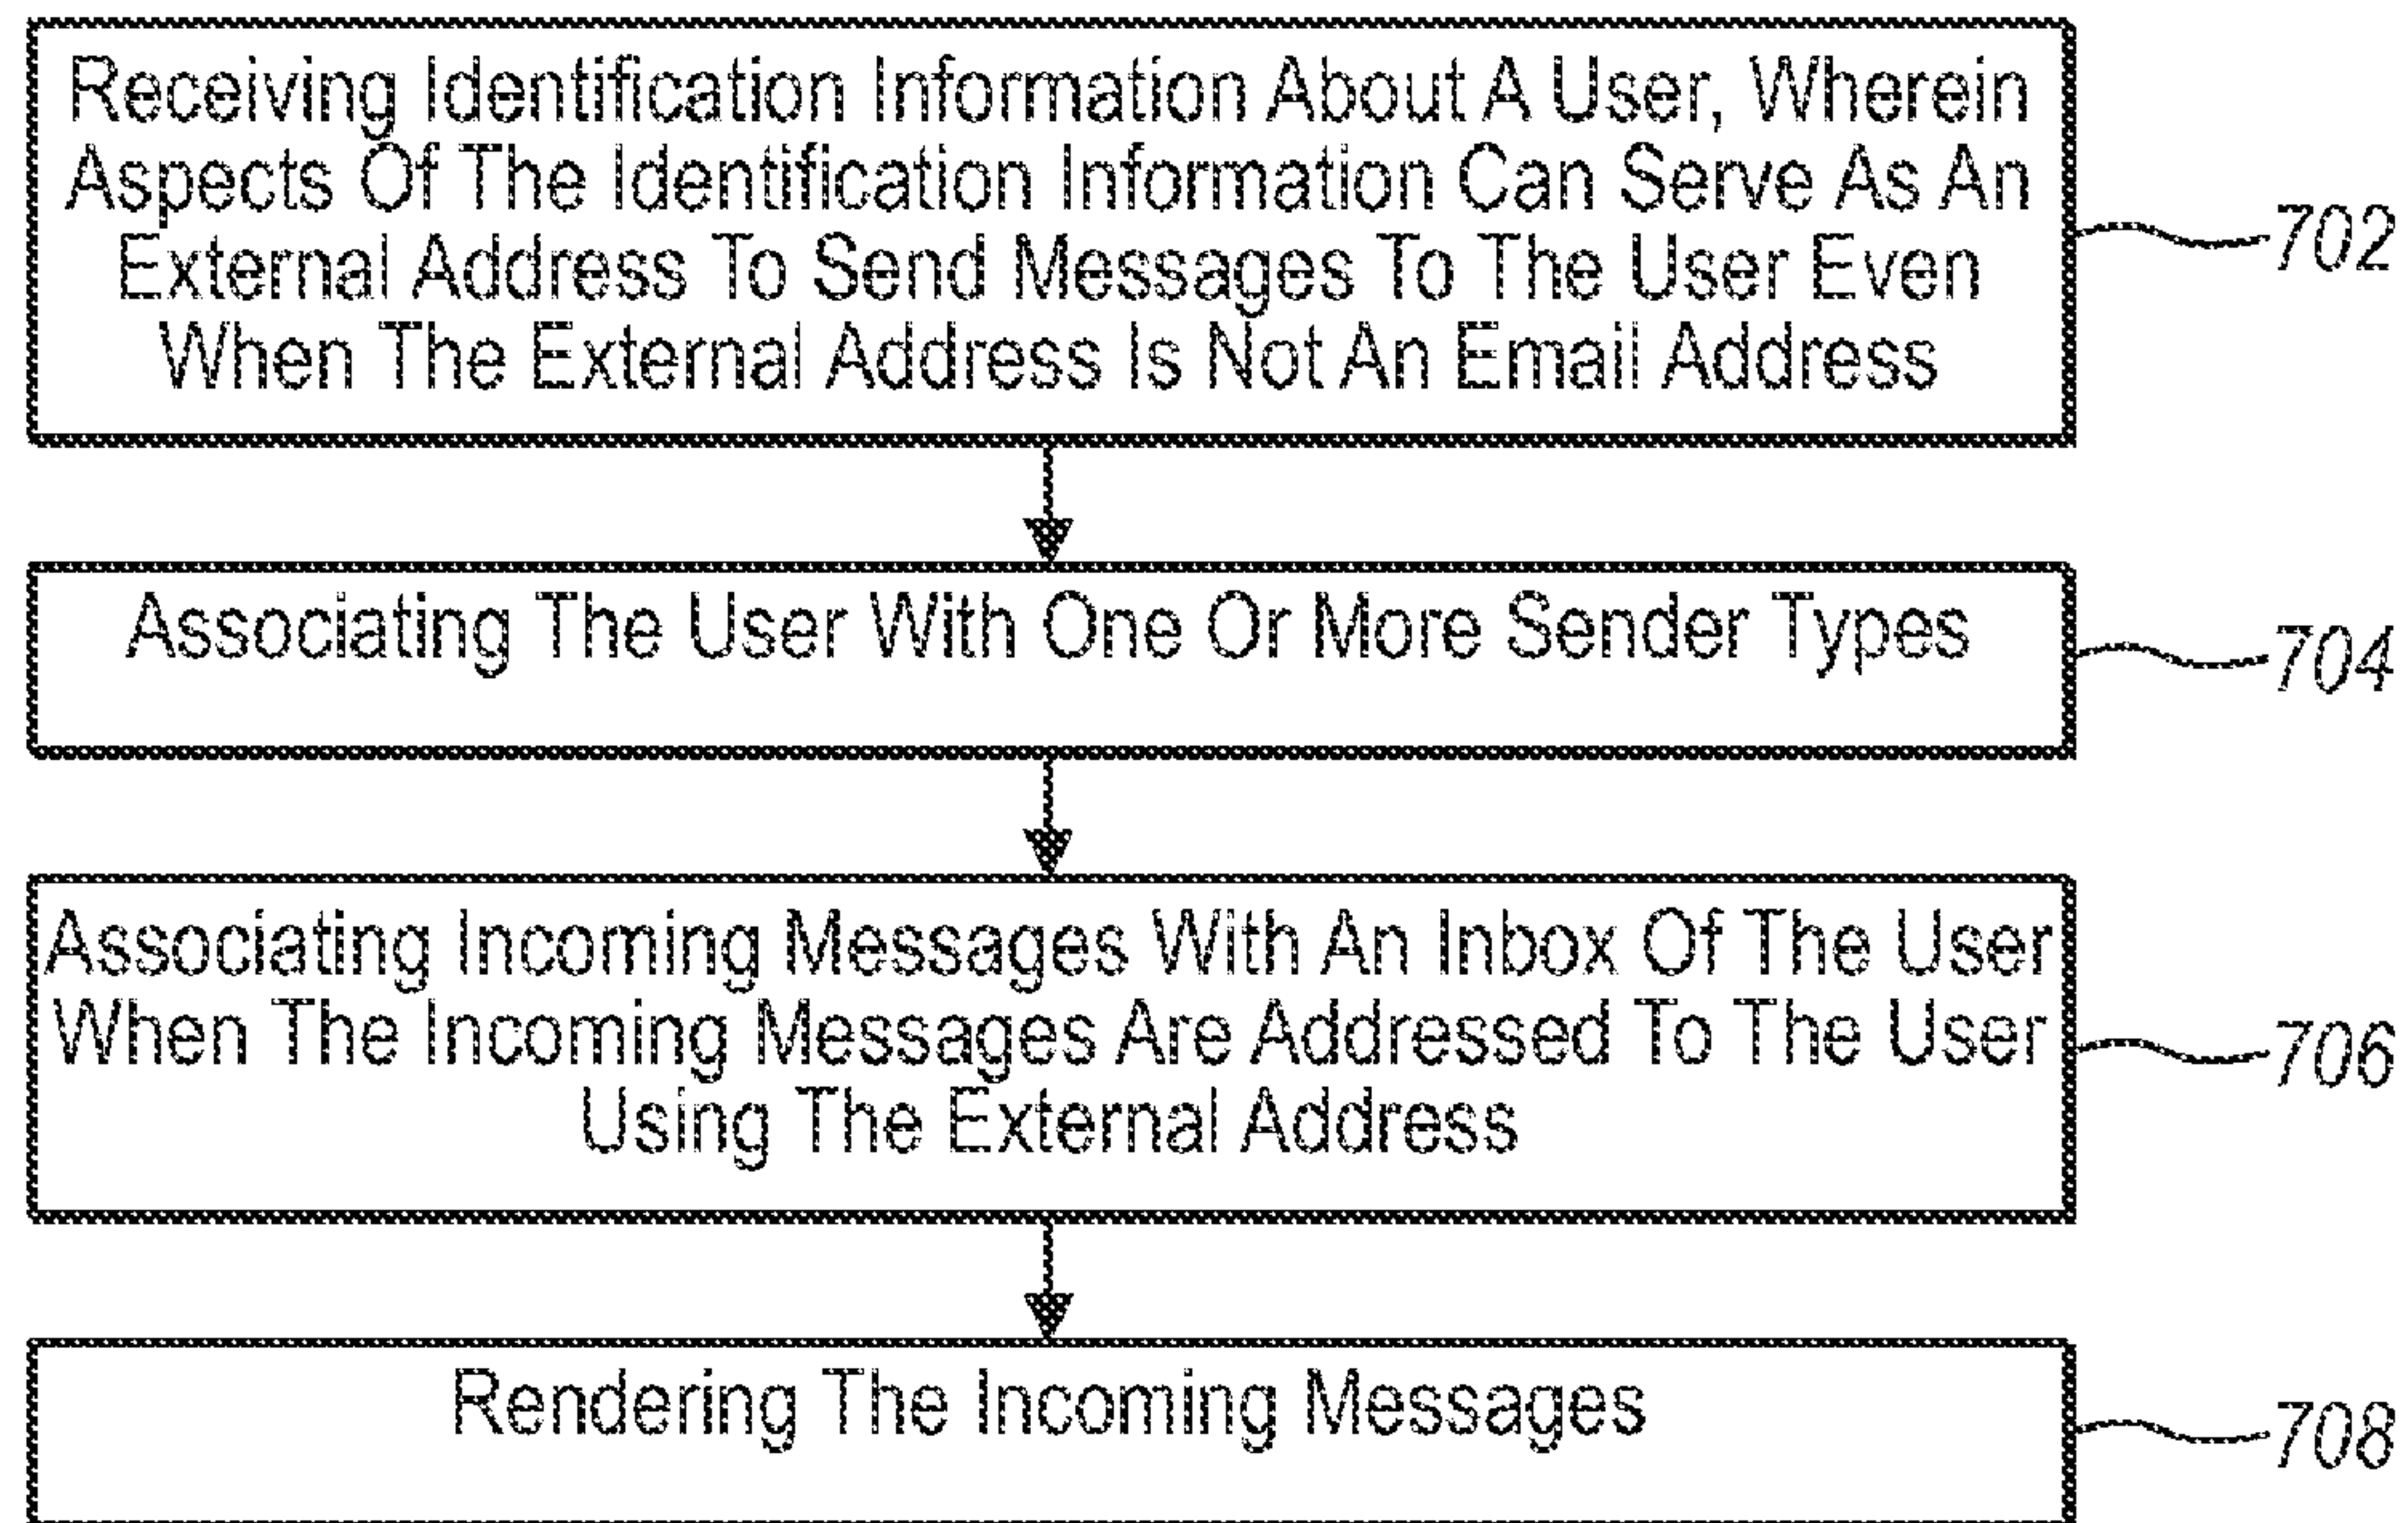 Receiving Identification Information About A User, Wherein
Aspects Of The Identification Information Can Serve As An
External Address To Send Messages To The User Even
When The External Address Is Not An Email Address
702
Associating The User With One Or More Sender Types
704
Associating Incoming Messages With An Inbox Of The User
When The Incoming Messages Are Addressed To The User
Using The External Address
706
Rendering The Incoming Messages
708